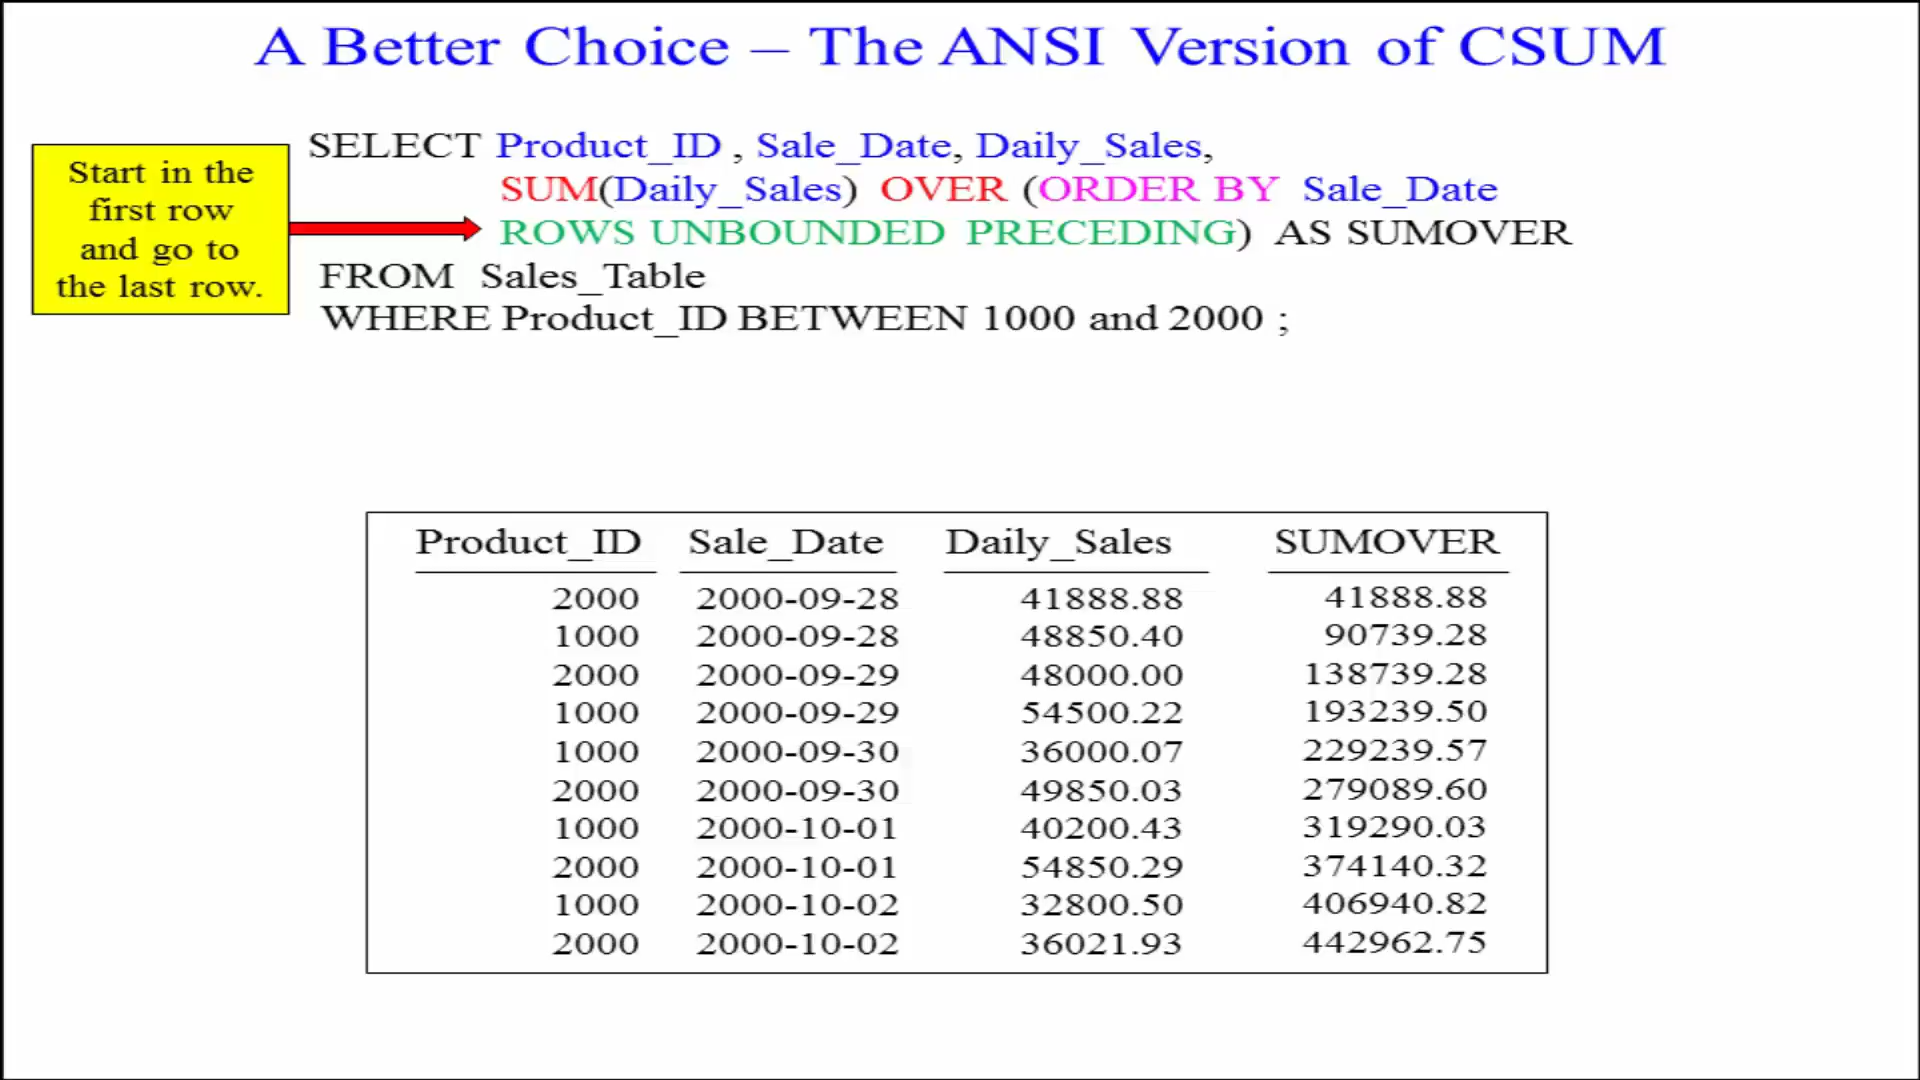 A Better Choice – The ANSI Version of CSUM
Start in the
first row
and go to
the last row.
SELECT Product_ID , Sale_Date, Daily_Sales,
SUM(Daily_Sales) OVER (ORDER BY Sale_Date
ROWS UNBOUNDED PRECEDING) AS SUMOVER
FROM Sales_Table
WHERE Product_ID BETWEEN 1000 and 2000 ;
Product_ID Sale_Date Daily_Sales SUMOVER
2000 2000-09-28 41888.88 41888.88
1000 2000-09-28 48850.40 90739.28
2000 2000-09-29 48000.00 138739.28
1000 2000-09-29 54500.22 193239.50
1000 2000-09-30 36000.07 229239.57
2000 2000-09-30 49850.03 279089.60
1000 2000-10-01 40200.43 319290.03
2000 2000-10-01 54850.29 374140.32
1000 2000-10-02 32800.50 406940.82
2000 2000-10-02 36021.93 442962.75